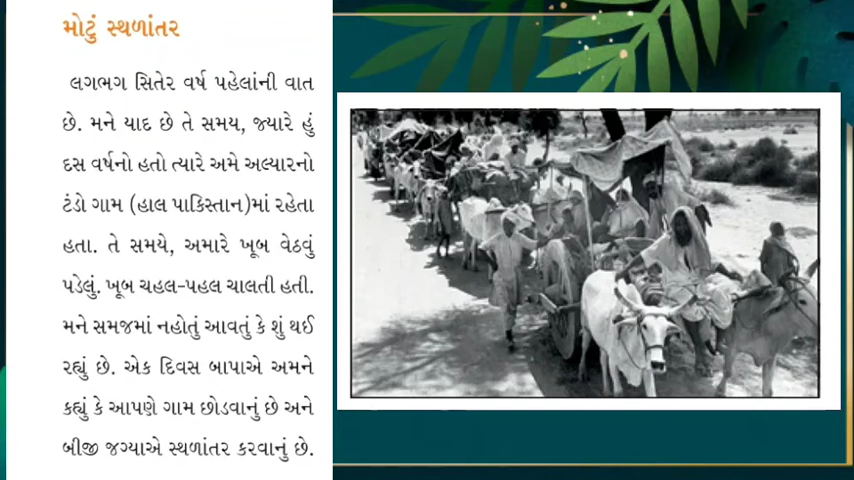 મોટું સ્થળાંતર
લગભગ સિતેર વર્ષ પહેલાંની વાત
છે. મને યાદ છે તે સમય, જ્યારે હું
દસ વર્ષનો હતો ત્યારે અમે અલ્યારનો
ટંડો ગામ (હાલ પાકિસ્તાન)માં રહેતા
હતા. તે સમયે, અમારે ખૂબ વેઠવું
પડેલું. ખૂબ ચહલ-પહલ ચાલતી હતી.
મને સમજમાં નહોતું આવતું કે શું થઈ
રહ્યું છે. એક દિવસ બાપાએ અમને
કહ્યું કે આપણે ગામ છોડવાનું છે અને
બીજી જગ્યાએ સ્થળાંતર કરવાનું છે.